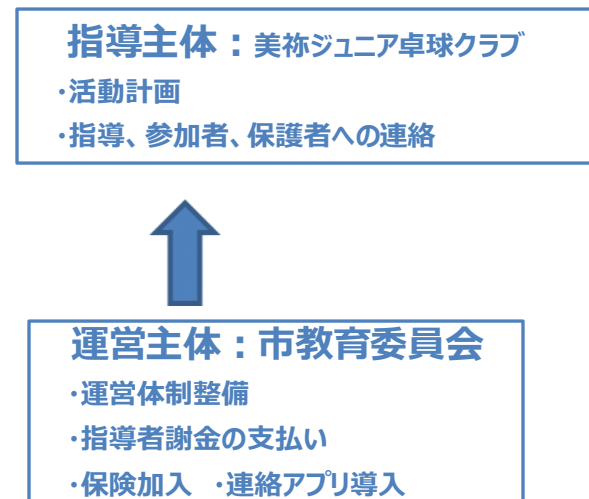 指導主体：美祢ジュニア卓球クラブ
・活動計画
・指導、参加者、保護者への連絡
運営主体：市教育委員会
・運営体制整備
・指導者謝金の支払い
・保険加入　・連絡アプリ導入